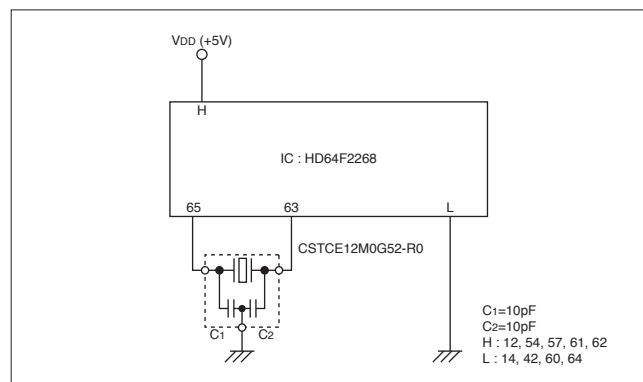 VDD (+5V)
H
IC : HD64F2268
65 63 L
CSTCE12M0G52-R0
C1 C2
C1=10pF
C2=10pF
H : 12, 54, 57, 61, 62
L : 14, 42, 60, 64